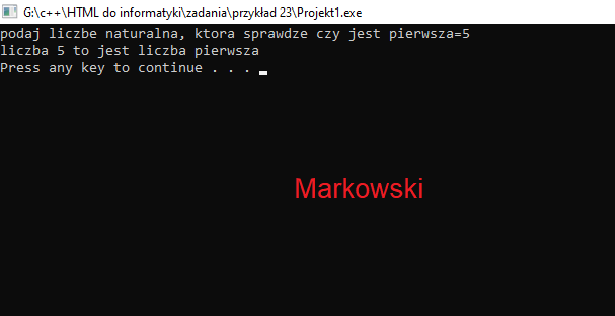 G:\c++\HTML do informatyki\zadania\przykład 23\Projekt1.exe
podaj liczbe naturalna, ktora sprawdze czy jest pierwsza=5
liczba 5 to jest liczba pierwsza
Press any key to continue . . .
Markowski